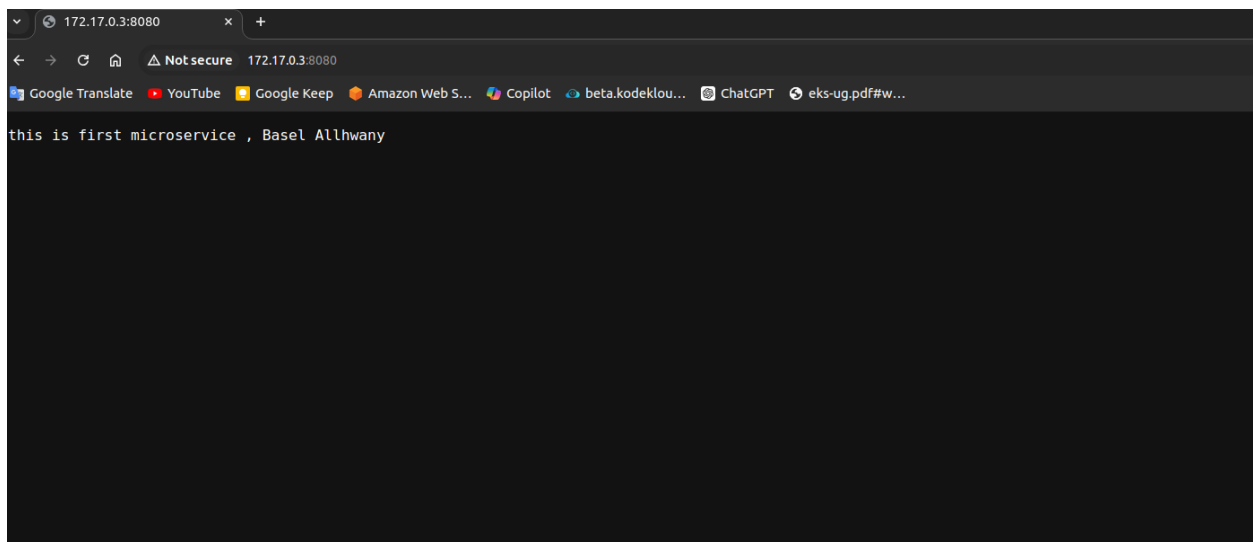 172.17.0.3:8080
Not secure 172.17.0.3:8080
Google Translate YouTube Google Keep Amazon Web S... Copilot beta.kodeklou... ChatGPT eks-ug.pdf#w...
this is first microservice , Basel Allhwany